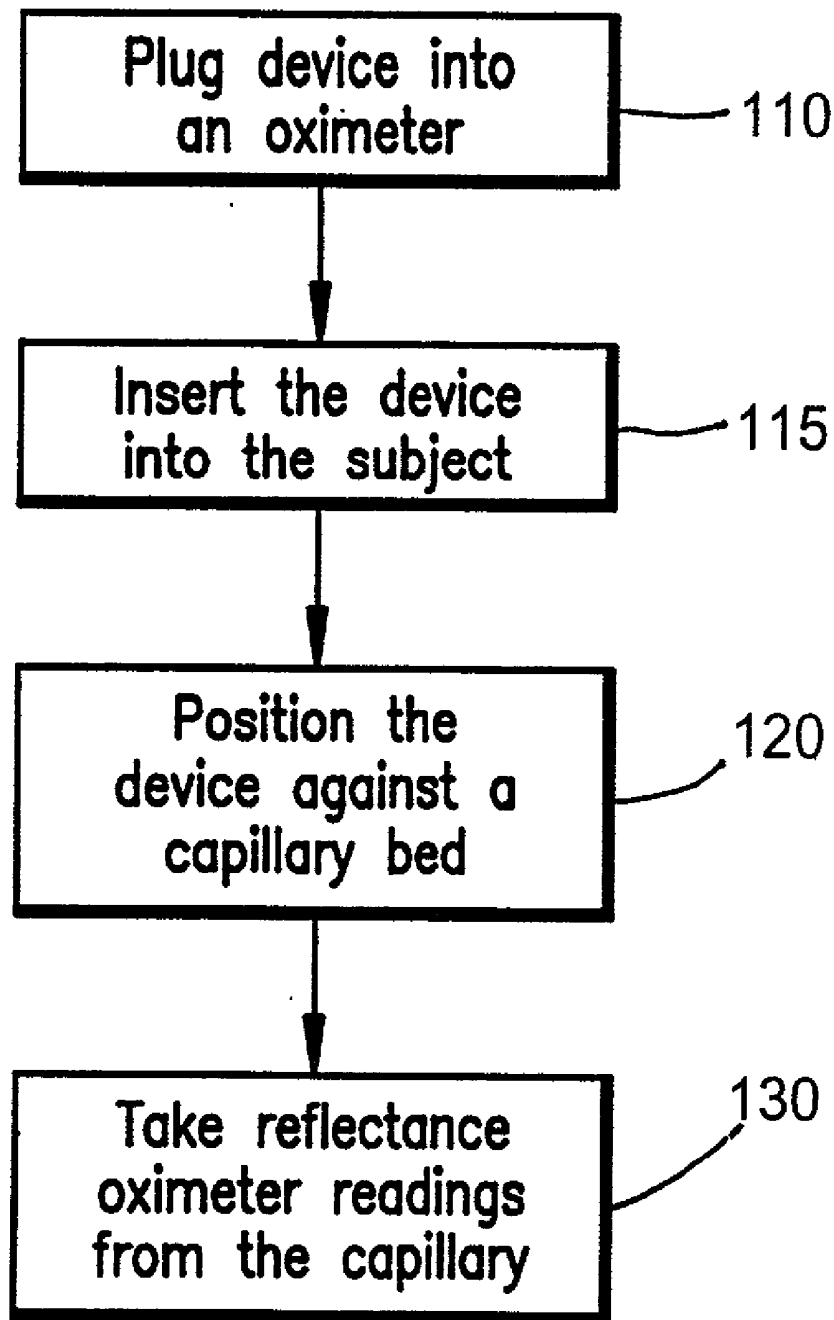 Plug device into
an oximeter
110
Insert the device
into the subject
115
Position the
device against a
capillary bed
120
Take reflectance
oximeter readings
from the capillary
130